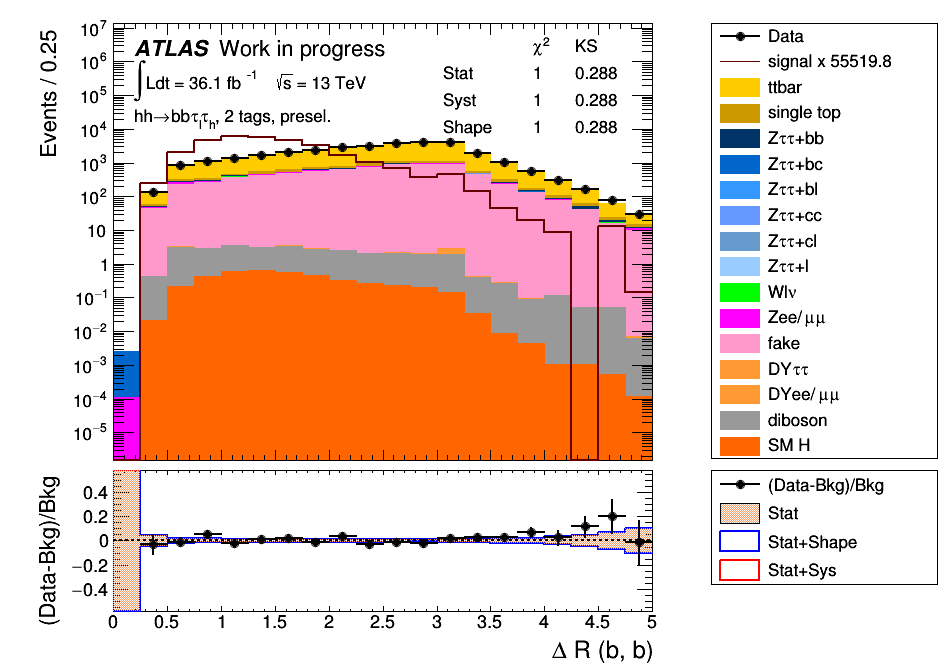 ATLAS Work in progress
∫ Ldt = 36.1 fb⁻¹ √s = 13 TeV
hh→bbτlτh, 2 tags, presel.
χ² KS
Stat 1 0.288
Syst 1 0.288
Shape 1 0.288
Events / 0.25
10⁷
10⁶
10⁵
10⁴
10³
10²
10
1
10⁻¹
10⁻²
10⁻³
10⁻⁴
10⁻⁵
Data
signal x 55519.8
ttbar
single top
Zττ+bb
Zττ+bc
Zττ+bl
Zττ+cc
Zττ+cl
Zττ+l
Wlν
Zee/μμ
fake
DYττ
DYee/μμ
diboson
SM H
(Data-Bkg)/Bkg
0.4
0.2
0
−0.2
−0.4
0 0.5 1 1.5 2 2.5 3 3.5 4 4.5 5
Δ R (b, b)
(Data-Bkg)/Bkg
Stat
Stat+Shape
Stat+Sys